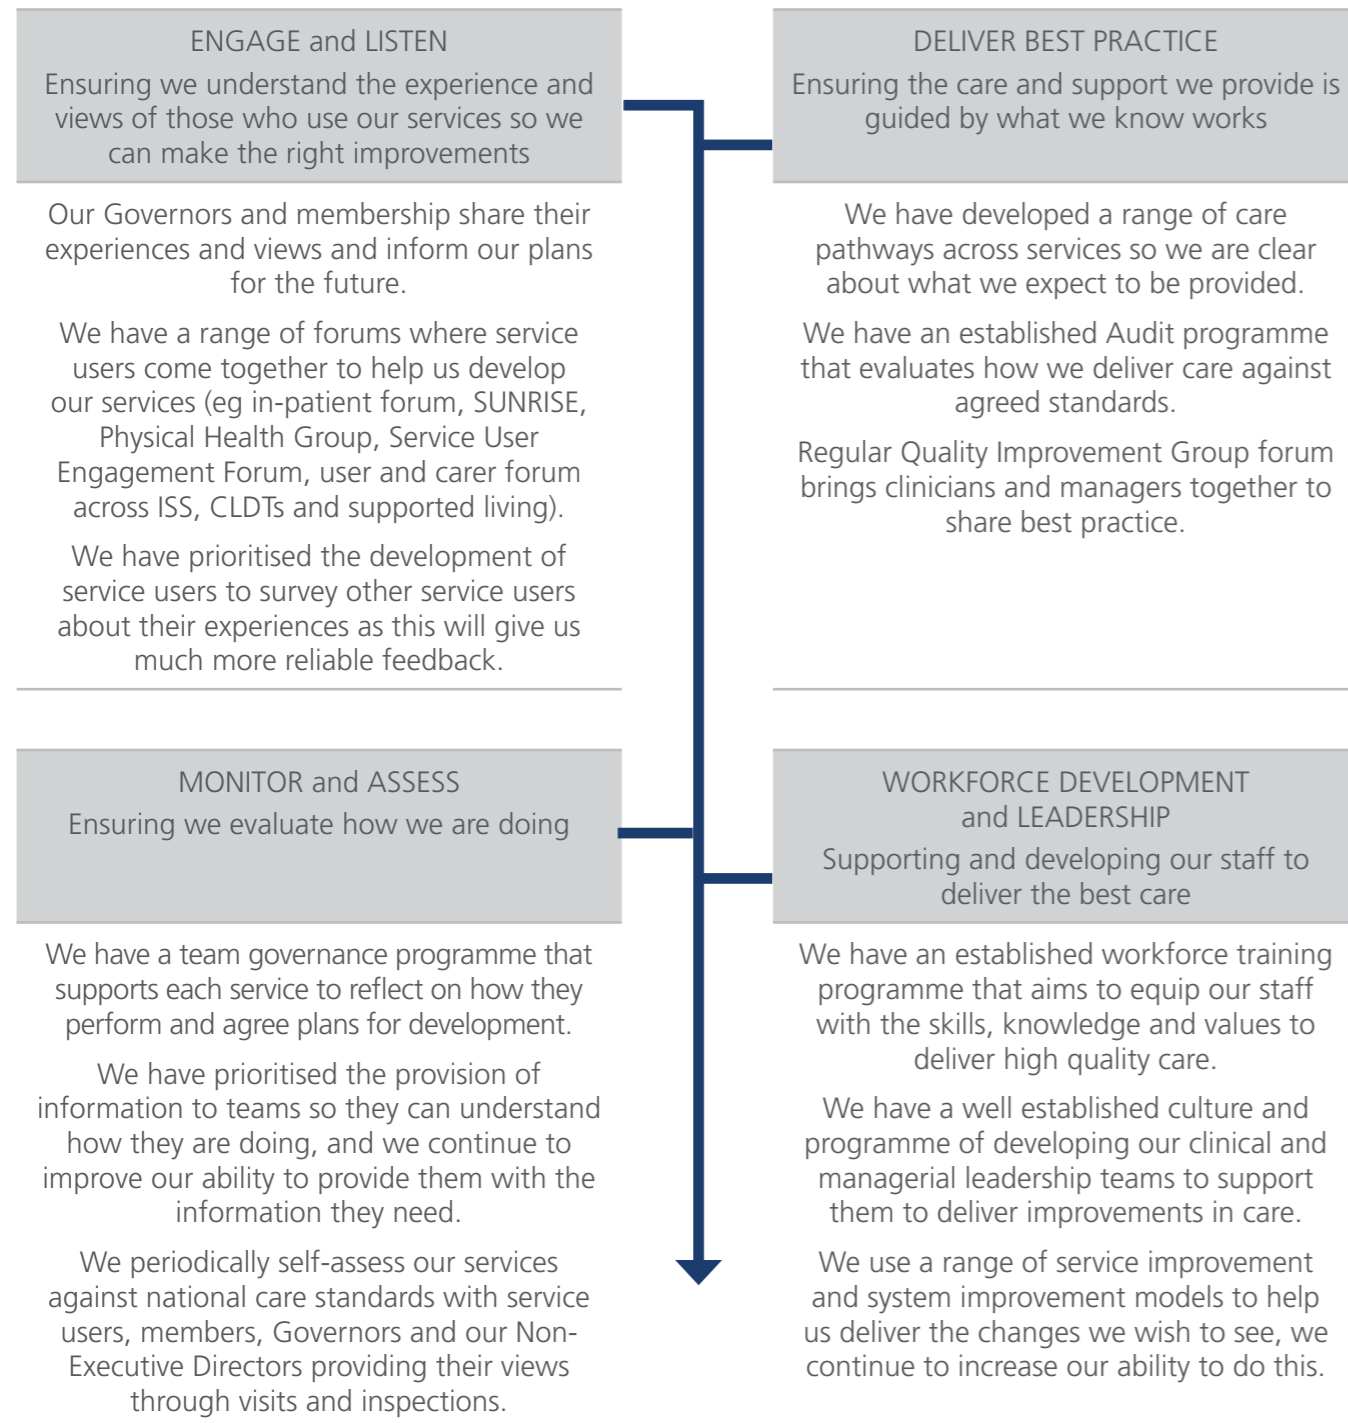 ENGAGE and LISTEN
Ensuring we understand the experience and
views of those who use our services so we
can make the right improvements
Our Governors and membership share their
experiences and views and inform our plans
for the future.
We have a range of forums where service
users come together to help us develop
our services (eg in-patient forum, SUNRISE,
Physical Health Group, Service User
Engagement Forum, user and carer forum
across ISS, CLDTs and supported living).
We have prioritised the development of
service users to survey other service users
about their experiences as this will give us
much more reliable feedback.
DELIVER BEST PRACTICE
Ensuring the care and support we provide is
guided by what we know works
We have developed a range of care
pathways across services so we are clear
about what we expect to be provided.
We have an established Audit programme
that evaluates how we deliver care against
agreed standards.
Regular Quality Improvement Group forum
brings clinicians and managers together to
share best practice.
MONITOR and ASSESS
Ensuring we evaluate how we are doing
We have a team governance programme that
supports each service to reflect on how they
perform and agree plans for development.
We have prioritised the provision of
information to teams so they can understand
how they are doing, and we continue to
improve our ability to provide them with the
information they need.
We periodically self-assess our services
against national care standards with service
users, members, Governors and our Non-
Executive Directors providing their views
through visits and inspections.
WORKFORCE DEVELOPMENT
and LEADERSHIP
Supporting and developing our staff to
deliver the best care
We have an established workforce training
programme that aims to equip our staff
with the skills, knowledge and values to
deliver high quality care.
We have a well established culture and
programme of developing our clinical and
managerial leadership teams to support
them to deliver improvements in care.
We use a range of service improvement
and system improvement models to help
us deliver the changes we wish to see, we
continue to increase our ability to do this.